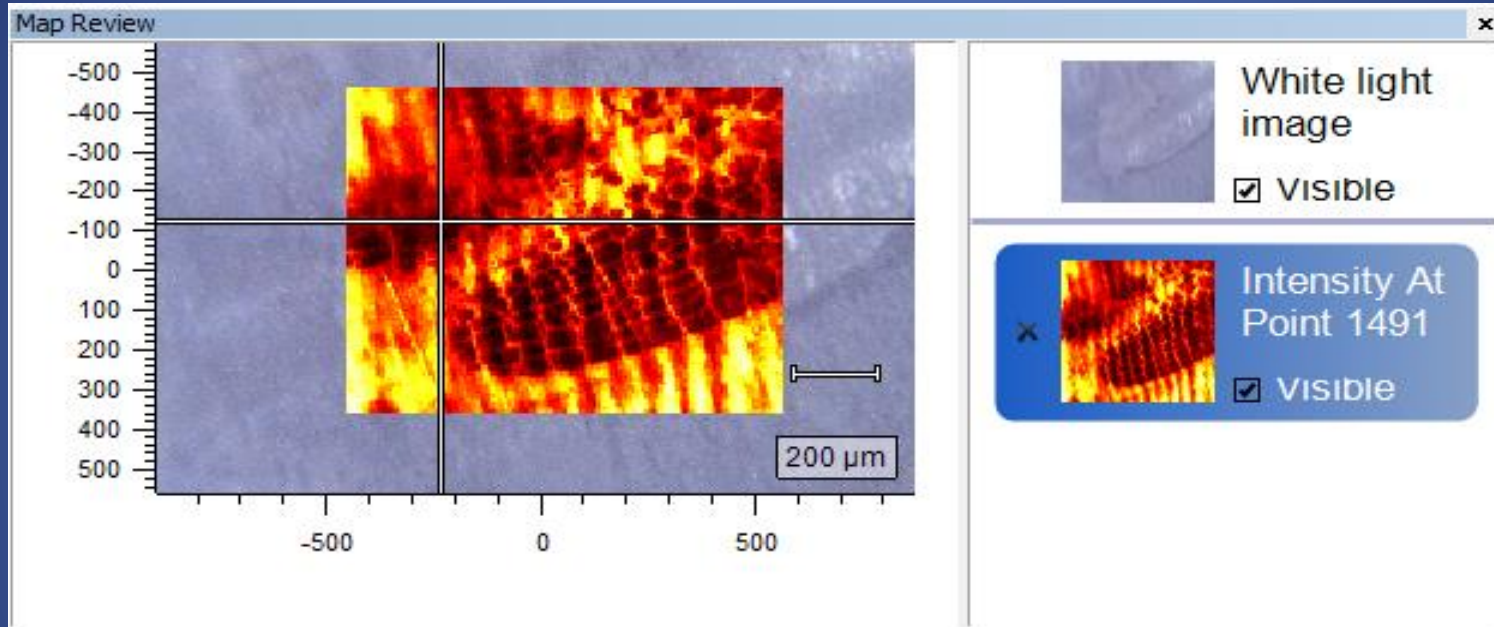 Map Review
-500
-400
-300
-200
-100
0
100
200
300
400
500
-500 0 500
200 µm
White light
image
Visible
Intensity At
Point 1491
Visible